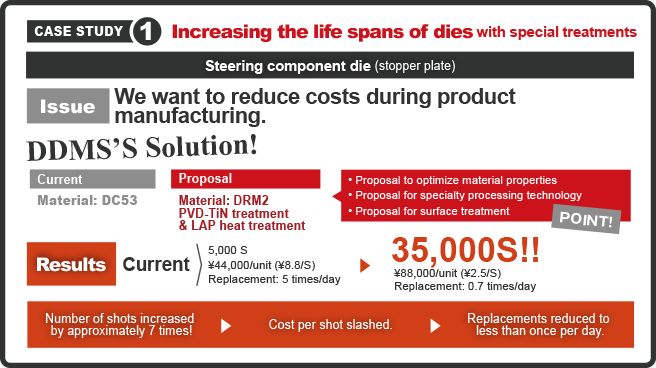 CASE STUDY 1 Increasing the life spans of dies with special treatments
Steering component die (stopper plate)
Issue
We want to reduce costs during product
manufacturing.
DDMS'S Solution!
Current
Material: DC53
Proposal
Material: DRM2
PVD-TiN treatment
& LAP heat treatment
• Proposal to optimize material properties
• Proposal for specialty processing technology
• Proposal for surface treatment
POINT!
Results
Current
5,000 S
¥44,000/unit (¥8.8/S)
Replacement: 5 times/day
35,000S!!
¥88,000/unit (¥2.5/S)
Replacement: 0.7 times/day
Number of shots increased
by approximately 7 times!
Cost per shot slashed.
Replacements reduced to
less than once per day.